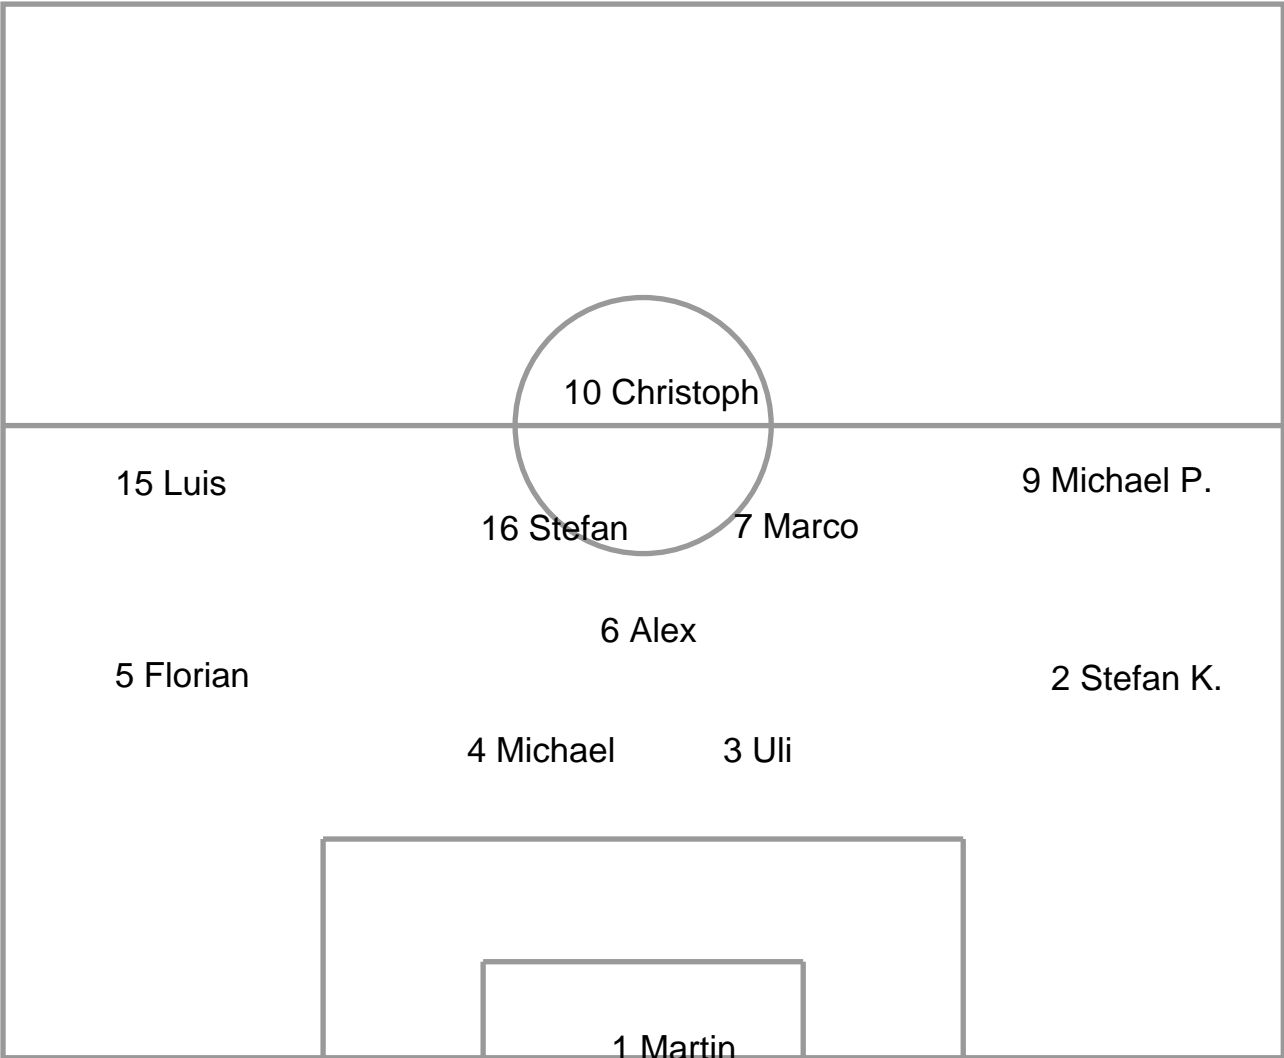 10 Christoph
15 Luis
9 Michael P.
16 Stefan
7 Marco
6 Alex
5 Florian
2 Stefan K.
4 Michael
3 Uli
1 Martin